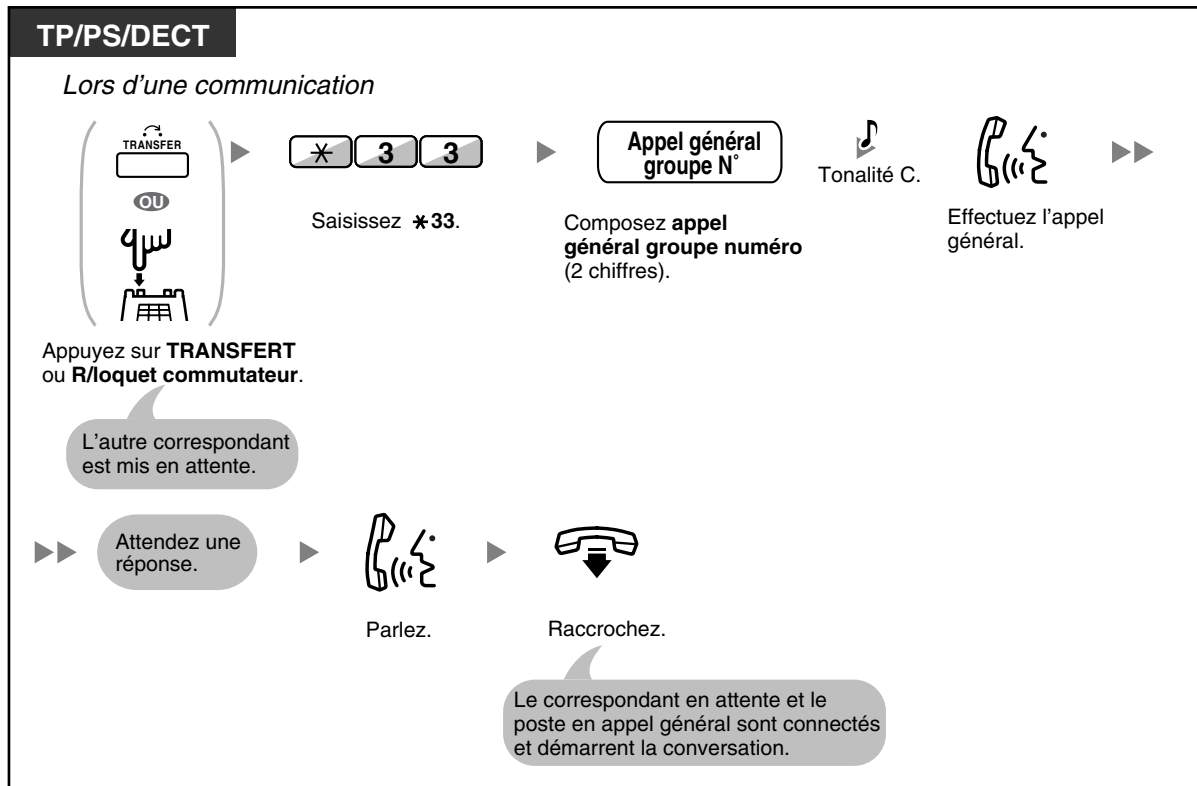 TP/PS/DECT
Lors d'une communication
TRANSFER
OU
Appuyez sur TRANSFERT
ou R/loquet commutateur.
L'autre correspondant
est mis en attente.
* 3 3
Saisissez *33.
Appel général
groupe N°
Composez appel
général groupe numéro
(2 chiffres).
Tonalité C.
Effectuez l'appel
général.
Attendez une
réponse.
Parlez.
Raccrochez.
Le correspondant en attente et le
poste en appel général sont connectés
et démarrent la conversation.